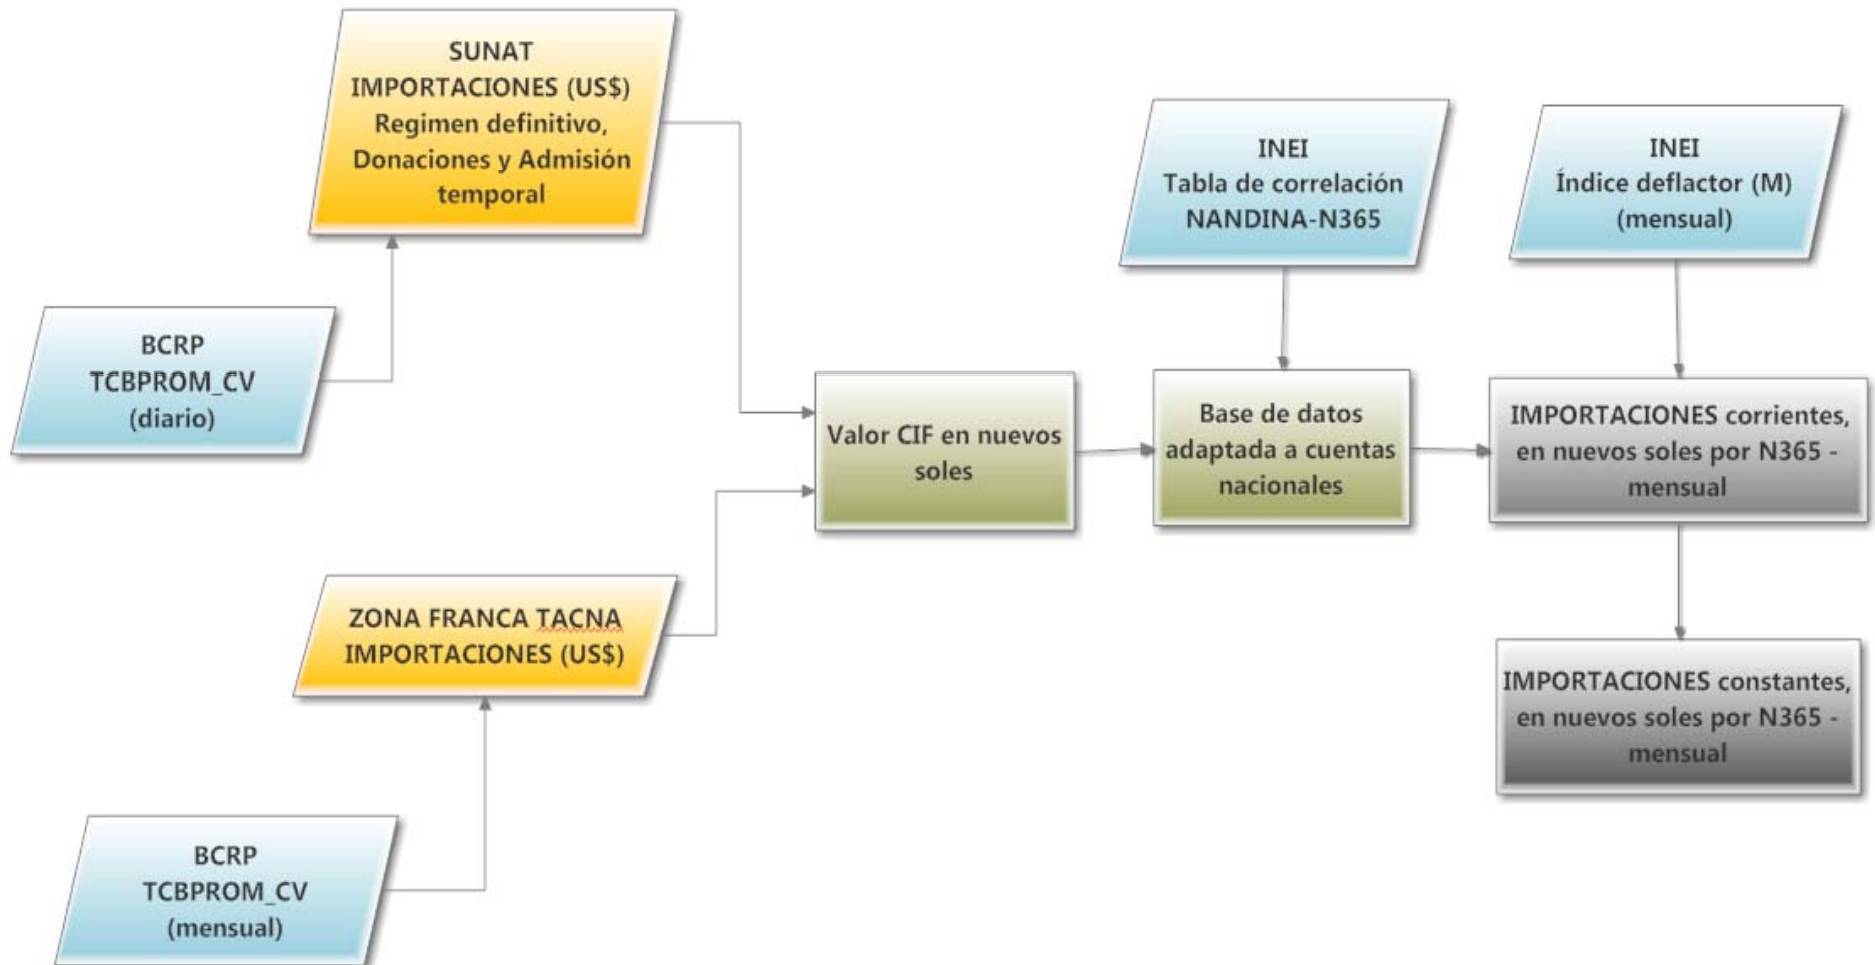 SUNAT
IMPORTACIONES (US$)
Regimen definitivo,
Donaciones y Admisión
temporal
BCRP
TCBPROM_CV
(diario)
INEI
Tabla de correlación
NANDINA-N365
INEI
Índice deflactor (M)
(mensual)
Valor CIF en nuevos
soles
Base de datos
adaptada a cuentas
nacionales
IMPORTACIONES corrientes,
en nuevos soles por N365 -
mensual
ZONA FRANCA TACNA
IMPORTACIONES (US$)
IMPORTACIONES constantes,
en nuevos soles por N365 -
mensual
BCRP
TCBPROM_CV
(mensual)